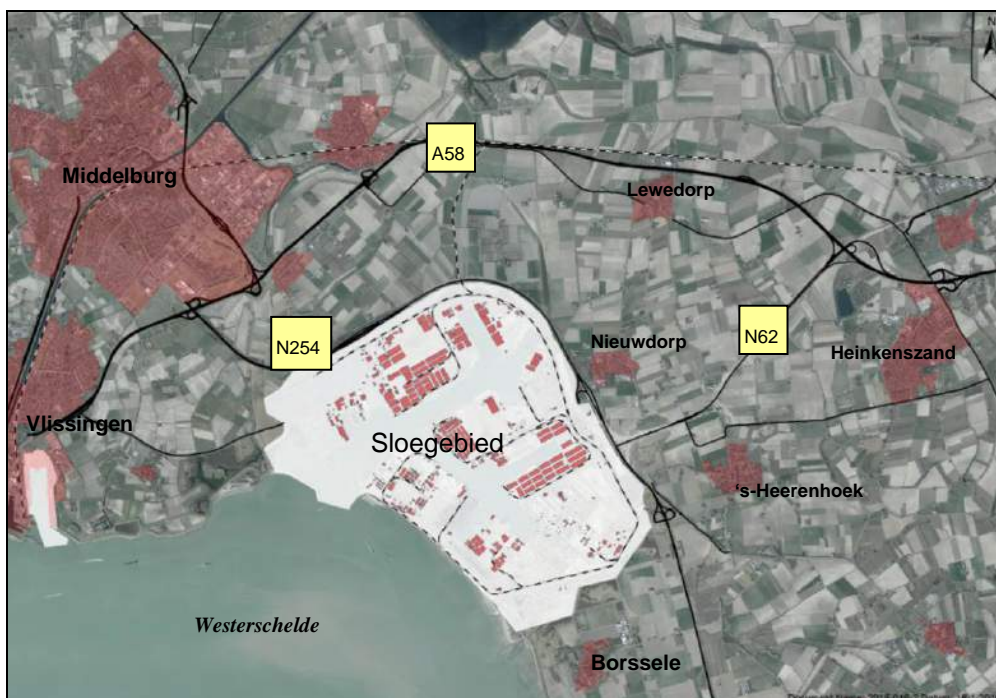 N
A58
Middelburg
Lewedorp
N254
N62
Nieuwdorp
Heinkenszand
Vlissingen
Sloegebied
's-Heerenhoek
Westerschelde
Borssele